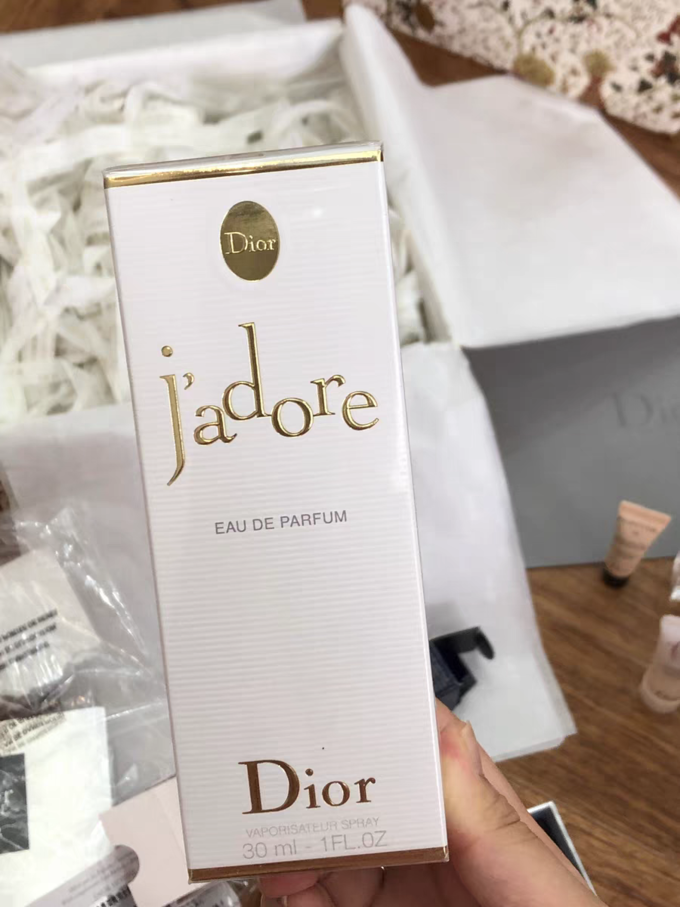 Dior
j'adore
EAU DE PARFUM
Dior
VAPORISATEUR SPRAY
30 ml - 1FL.OZ